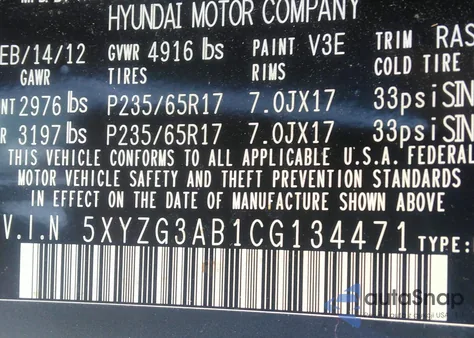 HYUNDAI MOTOR COMPANY
EB/14/12 GVWR 4916 lbs PAINT V3E TRIM RAS
GAWR TIRES RIMS COLD TIRE
NT 2976 lbs P235/65R17 7.0JX17 33psi SIN
R 3197 lbs P235/65R17 7.0JX17 33psi SIN
THIS VEHICLE CONFORMS TO ALL APPLICABLE U.S.A. FEDERAL
MOTOR VEHICLE SAFETY AND THEFT PREVENTION STANDARDS
IN EFFECT ON THE DATE OF MANUFACTURE SHOWN ABOVE
V.I.N 5XYZG3AB1CG134471 TYPE:
autoSnap